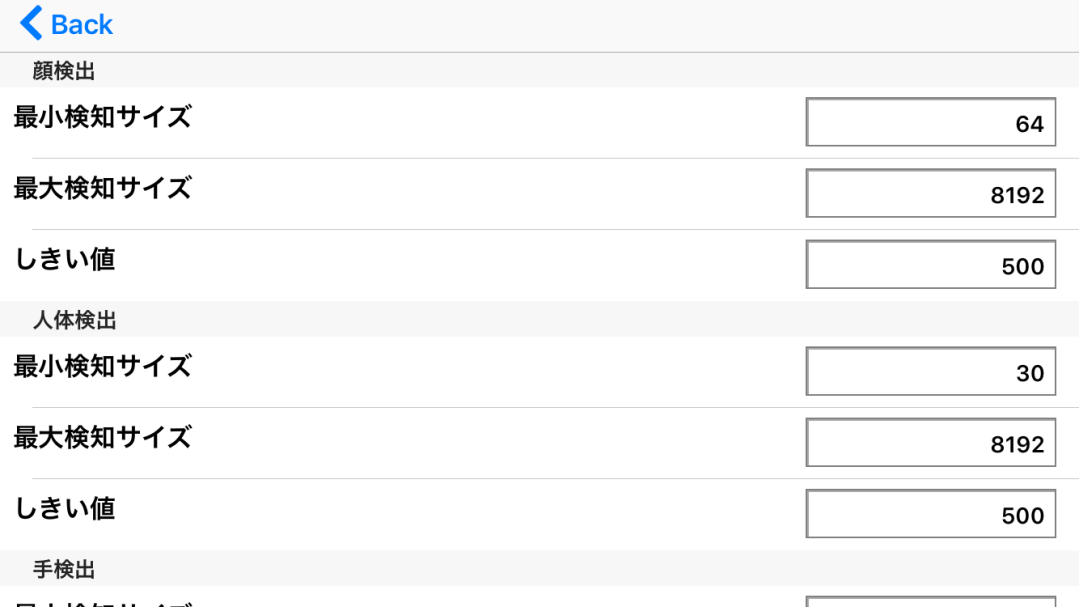 Back
顔検出
最小検知サイズ
64
最大検知サイズ
8192
しきい値
500
人体検出
最小検知サイズ
30
最大検知サイズ
8192
しきい値
500
手検出